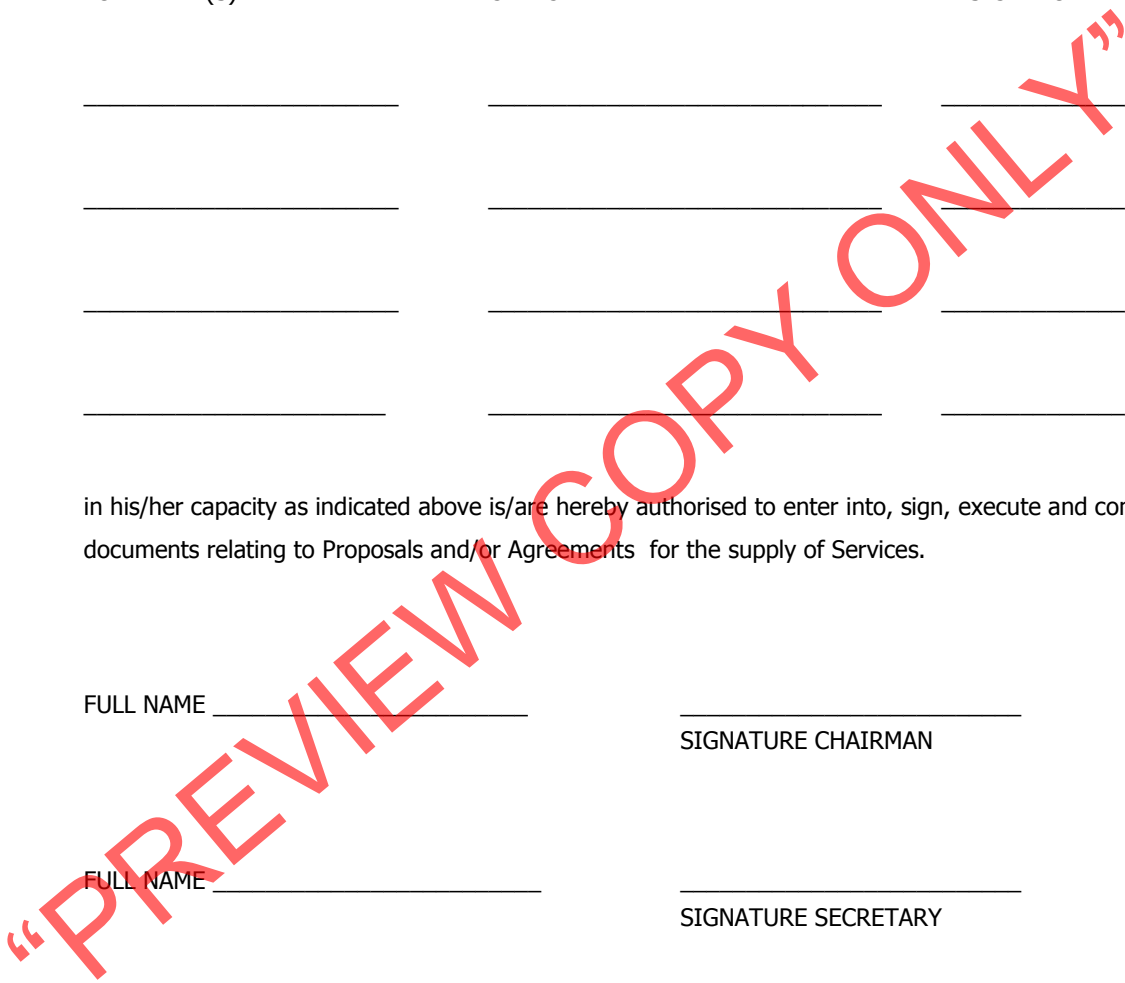 in his/her capacity as indicated above is/are hereby authorised to enter into, sign, execute and
documents relating to Proposals and/or Agreements for the supply of Services.
FULL NAME
SIGNATURE CHAIRMAN
FULL NAME
SIGNATURE SECRETARY
“PREVIEW COPY ONLY”